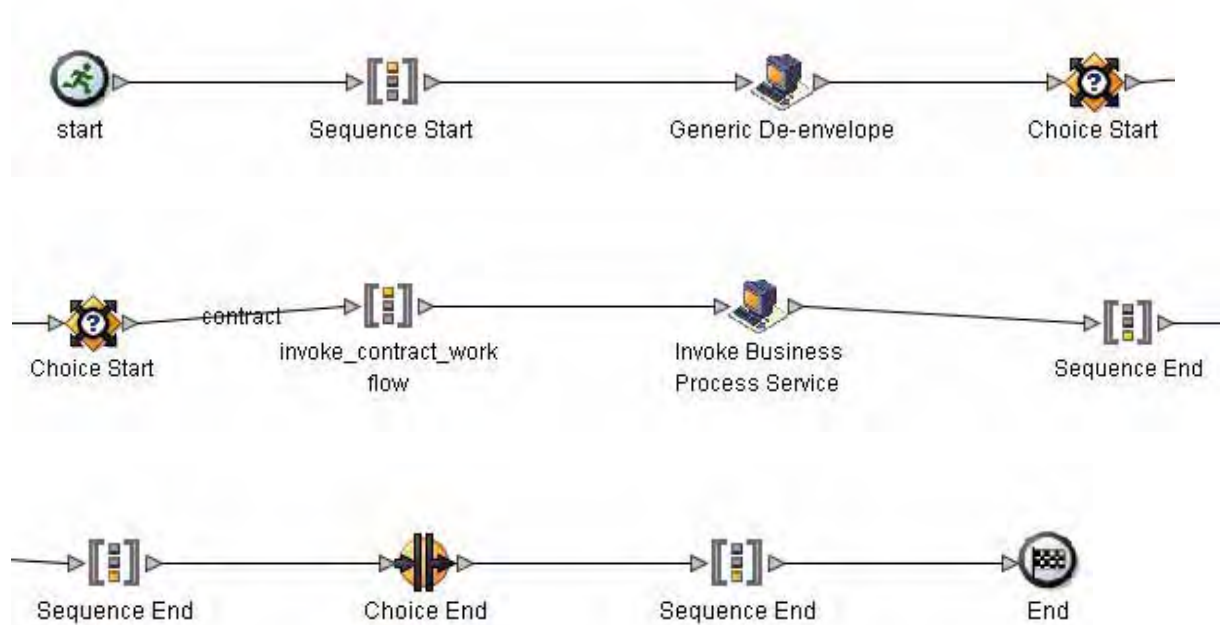 start
Sequence Start
Generic De-envelope
Choice Start
contract
Choice Start
invoke_contract_work
flow
Invoke Business
Process Service
Sequence End
Sequence End
Choice End
Sequence End
End